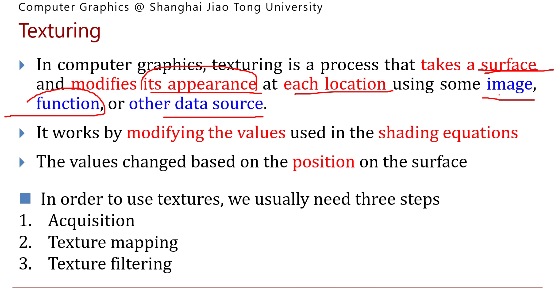 Computer Graphics @ Shanghai Jiao Tong University
Texturing
In computer graphics, texturing is a process that takes a surface
and modifies its appearance at each location using some image,
function, or other data source.
It works by modifying the values used in the shading equations
The values changed based on the position on the surface
In order to use textures, we usually need three steps
1. Acquisition
2. Texture mapping
3. Texture filtering